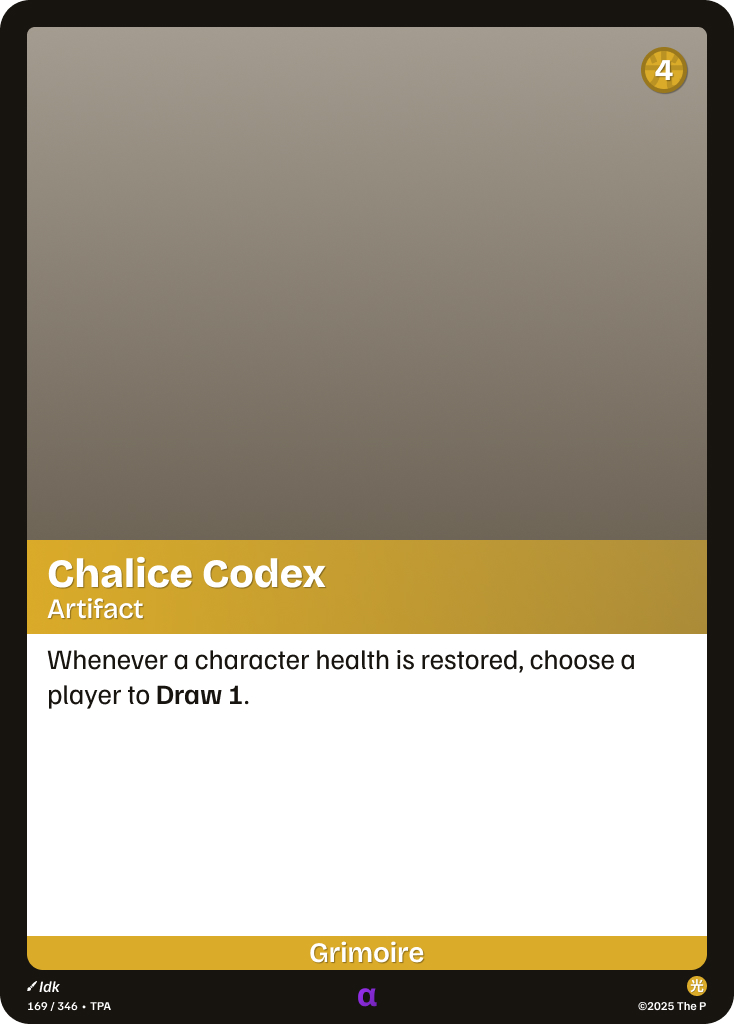 4
Chalice Codex
Artifact
Whenever a character health is restored, choose a
player to Draw 1.
Grimoire
Idk
169 / 346 • TPA
α
光
©2025 The P